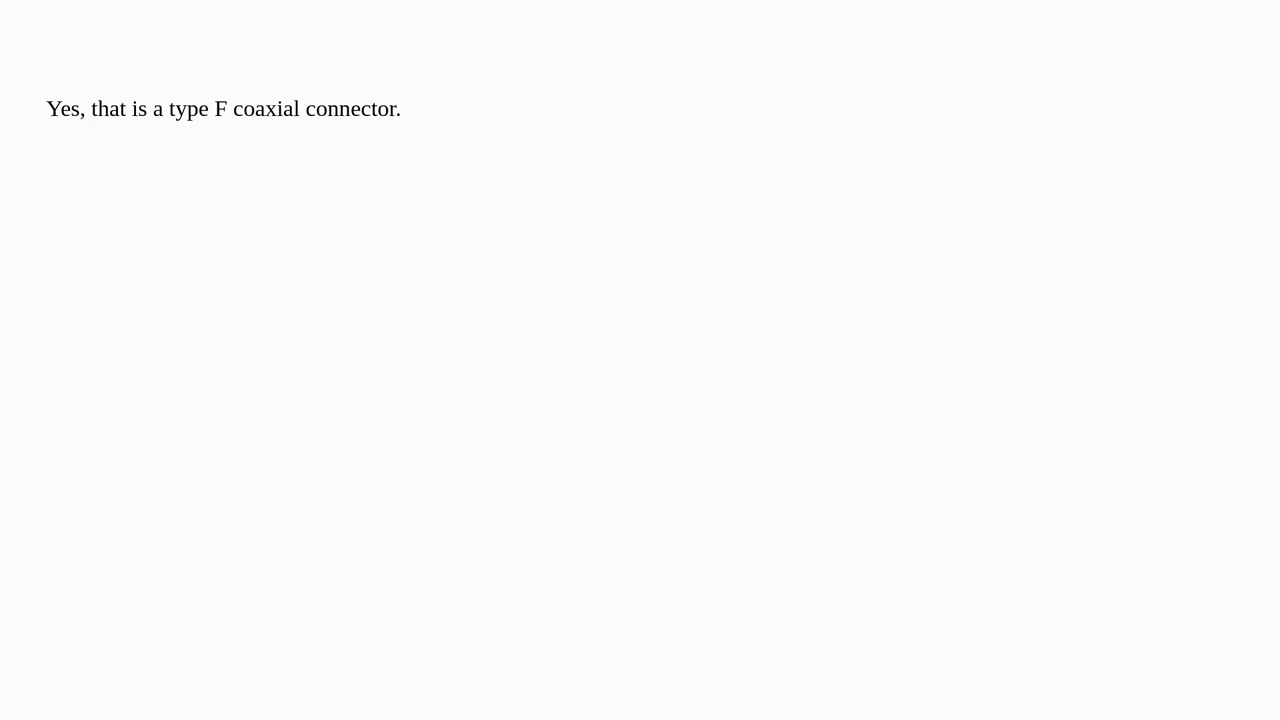 Yes, that is a type F coaxial connector.